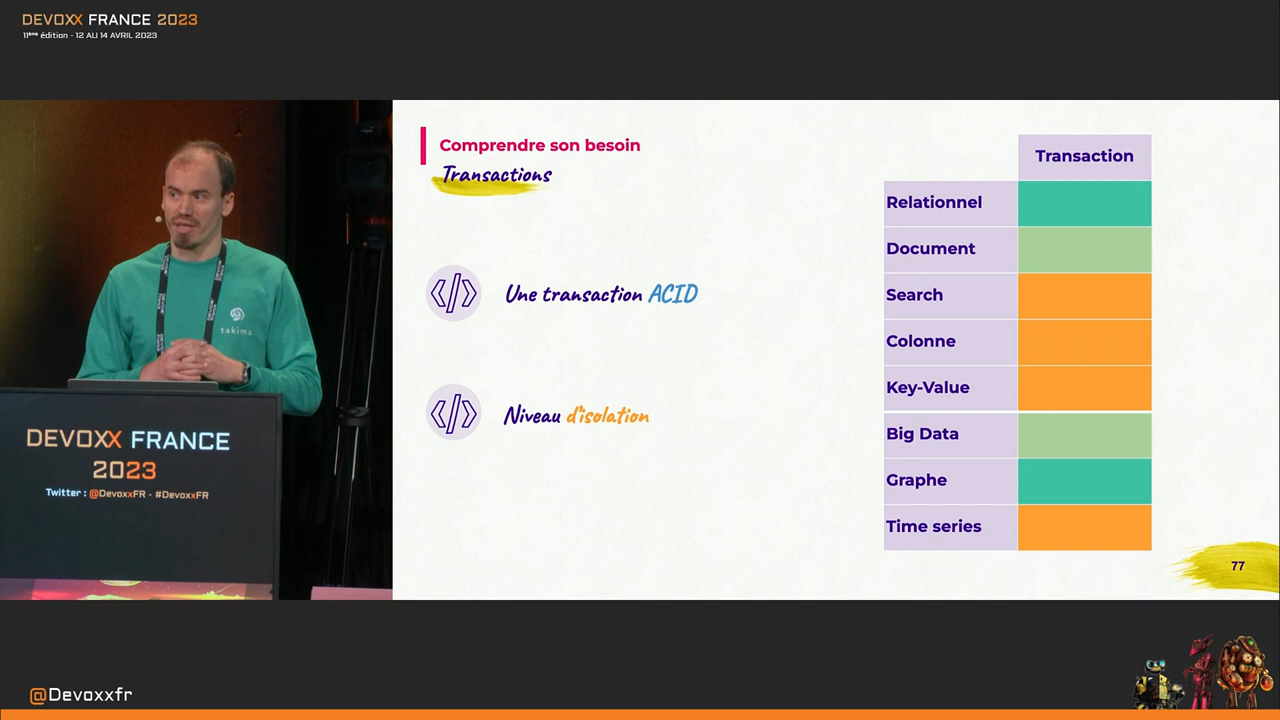 DEVOXX FRANCE 2023
11ème édition - 12 AU 14 AVRIL 2023
takima
DEVOXX FRANCE
2023
Twitter : @DevoxxFR - #DevoxxFR
Comprendre son besoin
Transactions
Une transaction ACID
Niveau d'isolation
Transaction
Relationnel
Document
Search
Colonne
Key-Value
Big Data
Graphe
Time series
77
@Devoxxfr